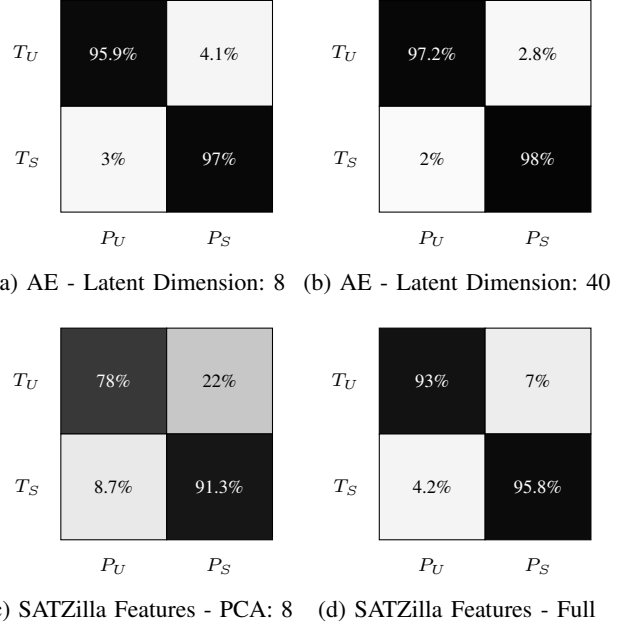 T_U 95.9% 4.1% T_U 97.2% 2.8%
T_S 3% 97% T_S 2% 98%
P_U P_S P_U P_S
a) AE - Latent Dimension: 8 (b) AE - Latent Dimension: 40
T_U 78% 22% T_U 93% 7%
T_S 8.7% 91.3% T_S 4.2% 95.8%
P_U P_S P_U P_S
) SATZilla Features - PCA: 8 (d) SATZilla Features - Full